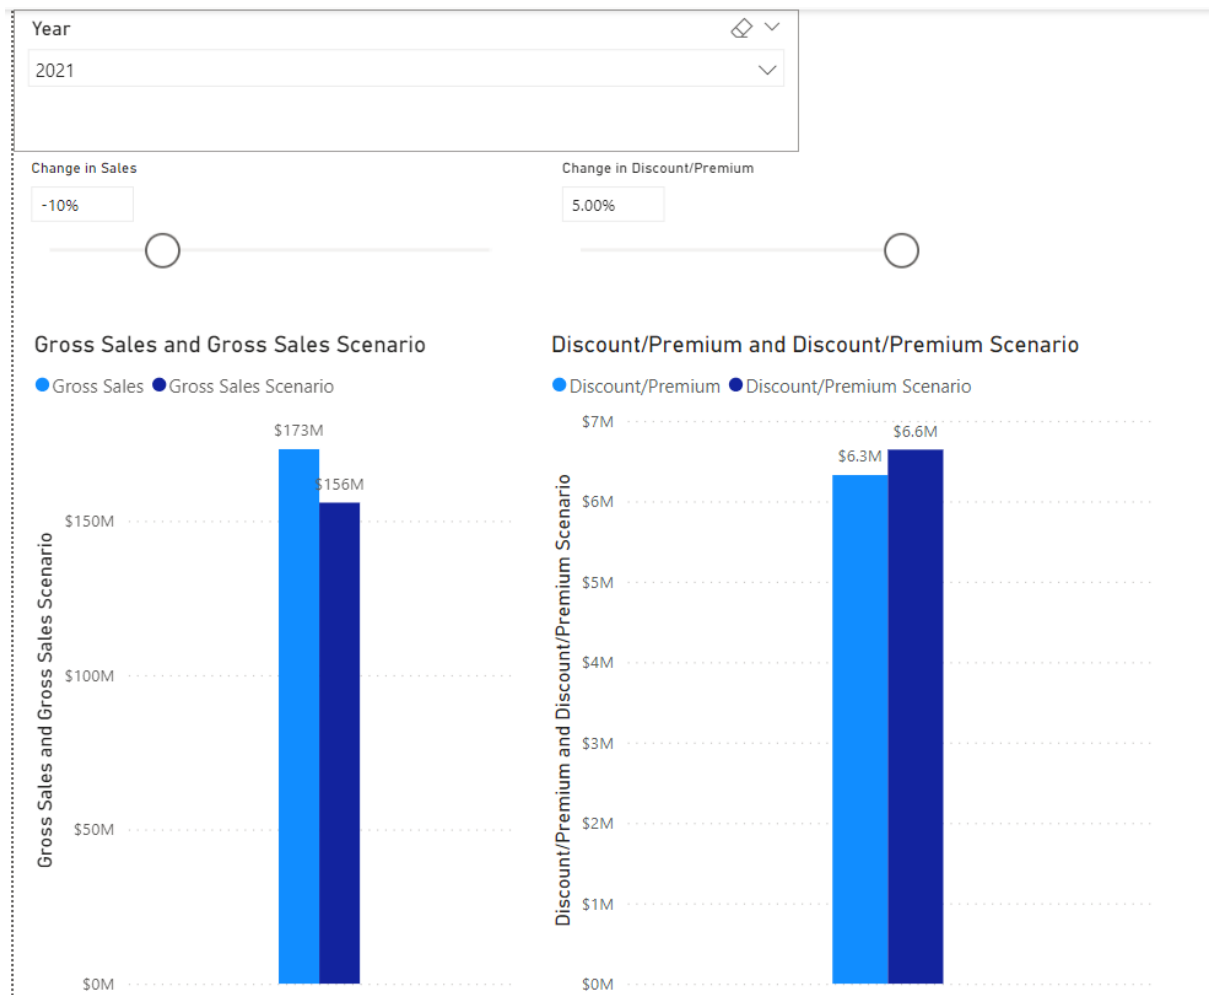 Year
2021
Change in Sales
-10%
Change in Discount/Premium
5.00%
Gross Sales and Gross Sales Scenario
Gross Sales Gross Sales Scenario
Gross Sales and Gross Sales Scenario
$150M
$100M
$50M
$0M
$173M
$156M
Discount/Premium and Discount/Premium Scenario
Discount/Premium Discount/Premium Scenario
Discount/Premium and Discount/Premium Scenario
$7M
$6M
$5M
$4M
$3M
$2M
$1M
$0M
$6.3M
$6.6M